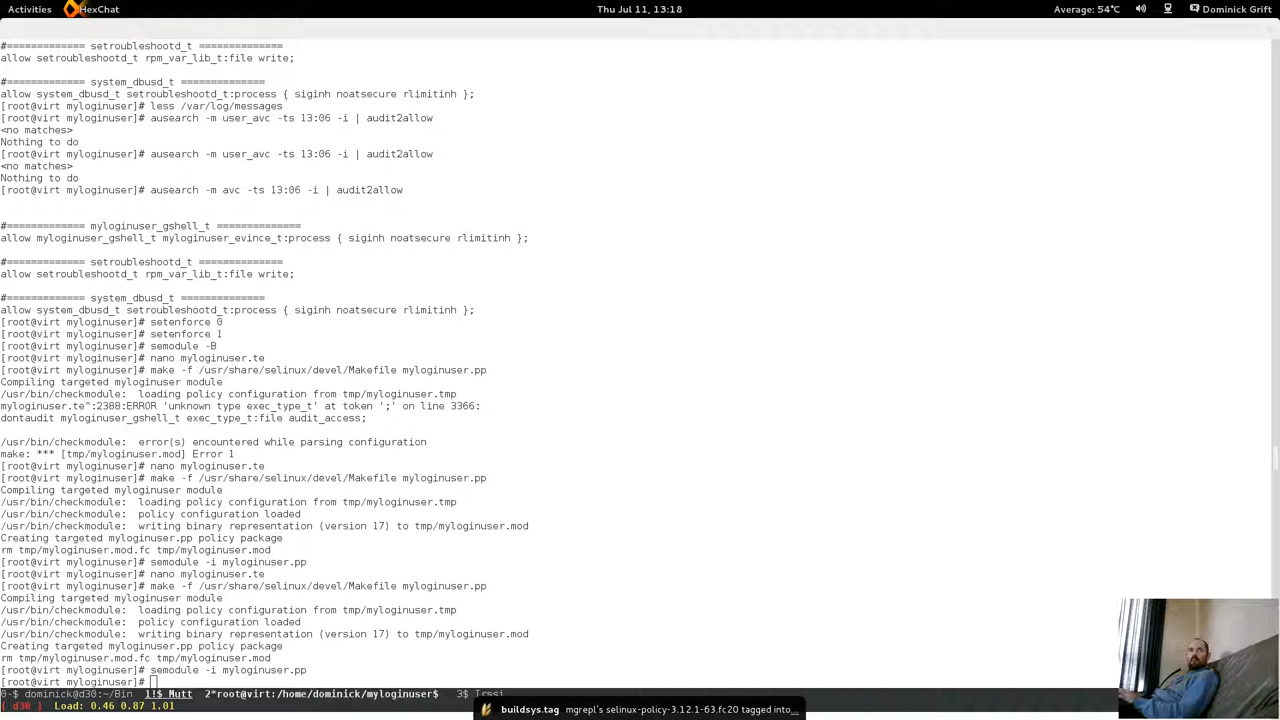 Activities HexChat Thu Jul 11, 13:18 Average: 54°C Dominick Grift
#============= setroubleshootd_t ==============
allow setroubleshootd_t rpm_var_lib_t:file write;
#============= system_dbusd_t ==============
allow system_dbusd_t setroubleshootd_t:process { siginh noatsecure rlimitinh };
[root@virt myloginuser]# less /var/log/messages
[root@virt myloginuser]# ausearch -m user_avc -ts 13:06 -i | audit2allow
<no matches>
Nothing to do
[root@virt myloginuser]# ausearch -m user_avc -ts 13:06 -i | audit2allow
<no matches>
Nothing to do
[root@virt myloginuser]# ausearch -m avc -ts 13:06 -i | audit2allow
#============= myloginuser_gshell_t ==============
allow myloginuser_gshell_t myloginuser_evince_t:process { siginh noatsecure rlimitinh };
#============= setroubleshootd_t ==============
allow setroubleshootd_t rpm_var_lib_t:file write;
#============= system_dbusd_t ==============
allow system_dbusd_t setroubleshootd_t:process { siginh noatsecure rlimitinh };
[root@virt myloginuser]# setenforce 0
[root@virt myloginuser]# setenforce 1
[root@virt myloginuser]# semodule -B
[root@virt myloginuser]# nano myloginuser.te
[root@virt myloginuser]# make -f /usr/share/selinux/devel/Makefile myloginuser.pp
Compiling targeted myloginuser module
/usr/bin/checkmodule:  loading policy configuration from tmp/myloginuser.tmp
myloginuser.te":2388:ERROR 'unknown type exec_type_t' at token ';' on line 3366:
dontaudit myloginuser_gshell_t exec_type_t:file audit_access;
/usr/bin/checkmodule:  error(s) encountered while parsing configuration
make: *** [tmp/myloginuser.mod] Error 1
[root@virt myloginuser]# nano myloginuser.te
[root@virt myloginuser]# make -f /usr/share/selinux/devel/Makefile myloginuser.pp
Compiling targeted myloginuser module
/usr/bin/checkmodule:  loading policy configuration from tmp/myloginuser.tmp
/usr/bin/checkmodule:  policy configuration loaded
/usr/bin/checkmodule:  writing binary representation (version 17) to tmp/myloginuser.mod
Creating targeted myloginuser.pp policy package
rm tmp/myloginuser.mod.fc tmp/myloginuser.mod
[root@virt myloginuser]# semodule -i myloginuser.pp
[root@virt myloginuser]# nano myloginuser.te
[root@virt myloginuser]# make -f /usr/share/selinux/devel/Makefile myloginuser.pp
Compiling targeted myloginuser module
/usr/bin/checkmodule:  loading policy configuration from tmp/myloginuser.tmp
/usr/bin/checkmodule:  policy configuration loaded
/usr/bin/checkmodule:  writing binary representation (version 17) to tmp/myloginuser.mod
Creating targeted myloginuser.pp policy package
rm tmp/myloginuser.mod.fc tmp/myloginuser.mod
[root@virt myloginuser]# semodule -i myloginuser.pp
[root@virt myloginuser]#
0-$ dominick@d30:~/Bin  1!$ Mutt  2*root@virt:/home/dominick/myloginuser$  3$ Irssi
[ d30 ] Load: 0.46 0.87 1.01
buildsys.tag mgrepl's selinux-policy-3.12.1-63.fc20 tagged into...